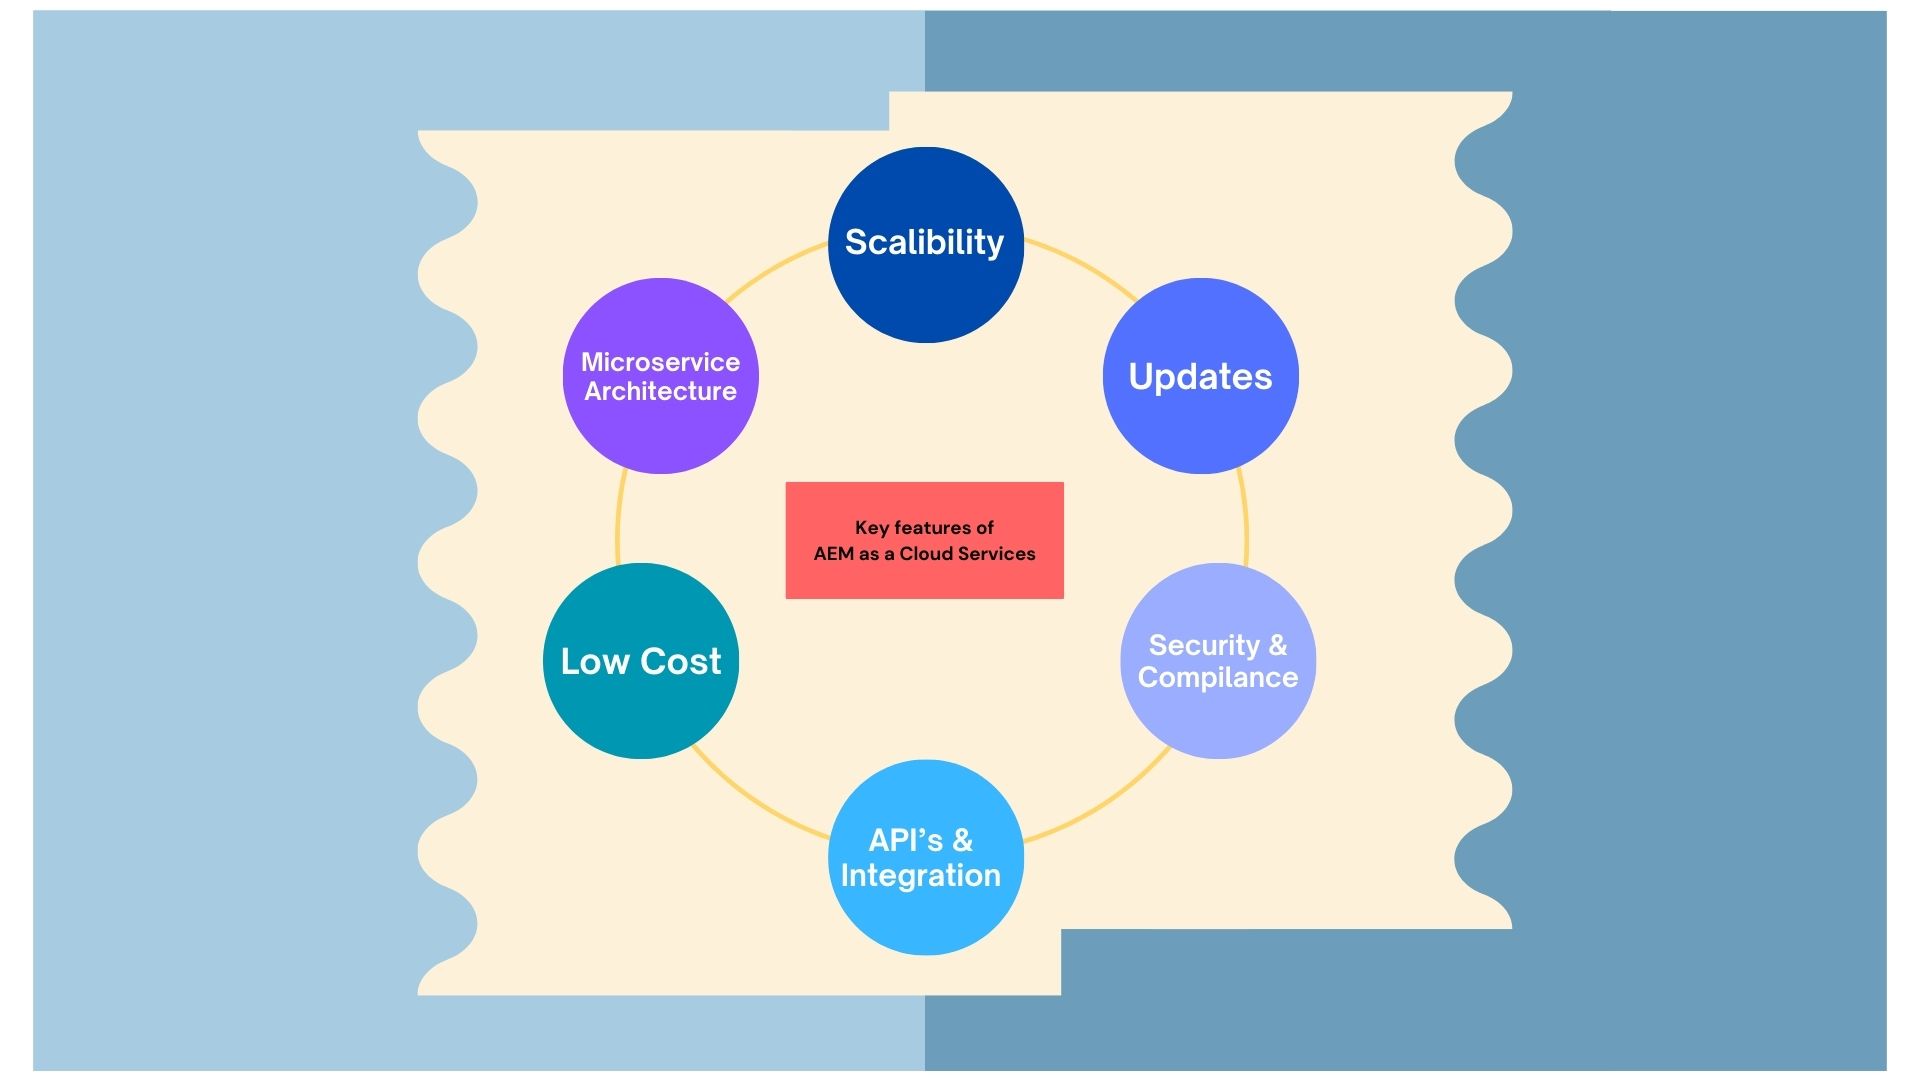 Scalibility
Microservice
Architecture
Updates
Key features of
AEM as a Cloud Services
Low Cost
Security &
Compilance
API’s &
Integration